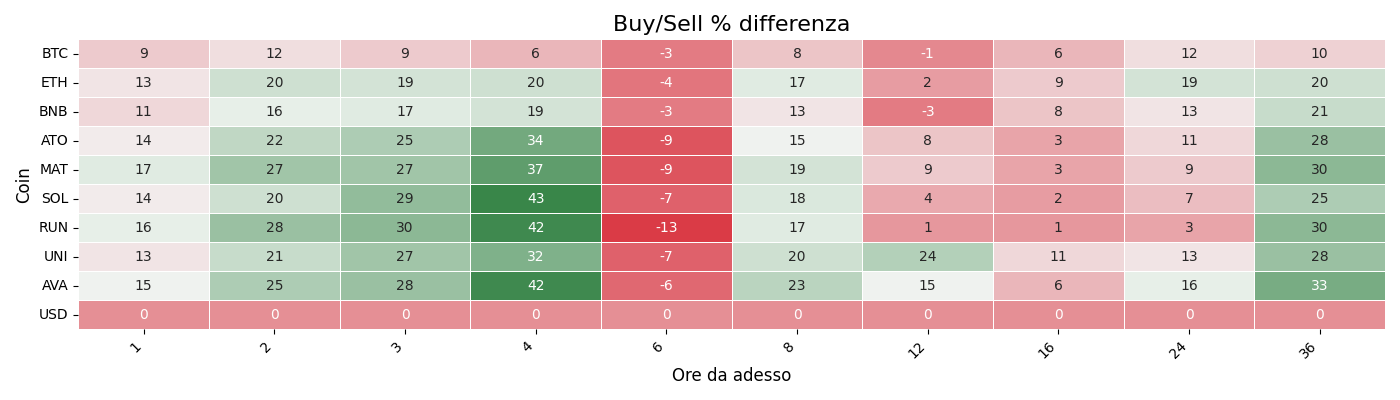 Buy/Sell % differenza
BTC 9 12 9 6 -3 8 -1 6 12 10
ETH 13 20 19 20 -4 17 2 9 19 20
BNB 11 16 17 19 -3 13 -3 8 13 21
ATO 14 22 25 34 -9 15 8 3 11 28
MAT 17 27 27 37 -9 19 9 3 9 30
SOL 14 20 29 43 -7 18 4 2 7 25
RUN 16 28 30 42 -13 17 1 1 3 30
UNI 13 21 27 32 -7 20 24 11 13 28
AVA 15 25 28 42 -6 23 15 6 16 33
USD 0 0 0 0 0 0 0 0 0 0
Coin
1 2 3 4 6 8 12 16 24 36
Ore da adesso